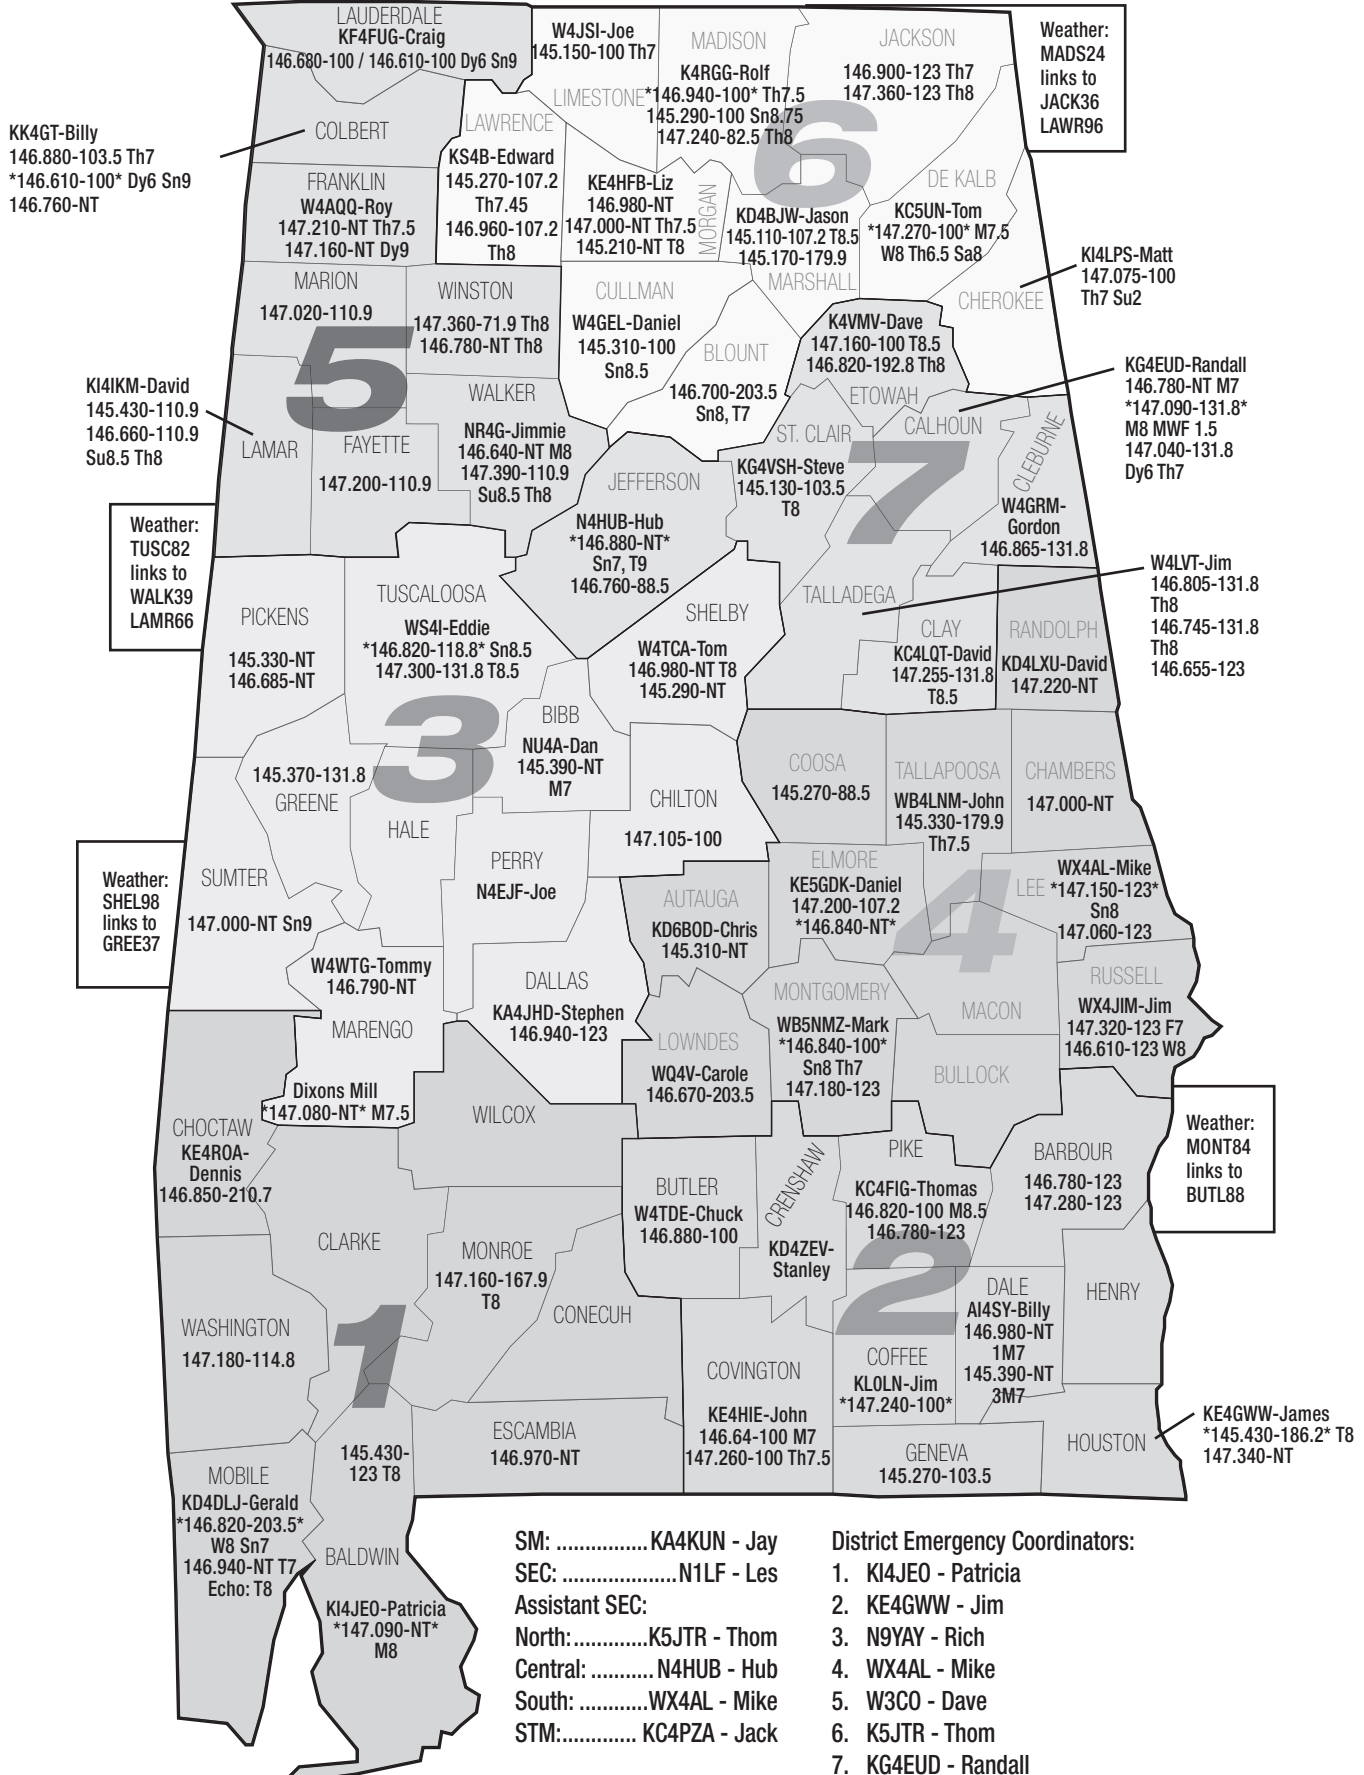 LAUDERDALE
KF4FUG-Craig
146.680-100 / 146.610-100 Dy6 Sn9
W4JSI-Joe
145.150-100 Th7
LIMESTONE
MADISON
K4RGG-Rolf
*146.940-100* Th7.5
145.290-100 Sn8.75
147.240-82.5 Th8
JACKSON
146.900-123 Th7
147.360-123 Th8
Weather:
MADS24
links to
JACK36
LAWR96
KK4GT-Billy
146.880-103.5 Th7
*146.610-100* Dy6 Sn9
146.760-NT
COLBERT
LAWRENCE
KS4B-Edward
145.270-107.2
Th7.45
146.960-107.2
Th8
FRANKLIN
W4AQQ-Roy
147.210-NT Th7.5
147.160-NT Dy9
KE4HFB-Liz
146.980-NT
147.000-NT Th7.5
145.210-NT T8
MORGAN
6
KD4BJW-Jason
145.110-107.2 T8.5
145.170-179.9
MARSHALL
DE KALB
KC5UN-Tom
*147.270-100* M7.5
W8 Th6.5 Sa8
KI4LPS-Matt
147.075-100
Th7 Su2
CHEROKEE
MARION
147.020-110.9
WINSTON
147.360-71.9 Th8
146.780-NT Th8
CULLMAN
W4GEL-Daniel
145.310-100
Sn8.5
BLOUNT
146.700-203.5
Sn8, T7
K4VMV-Dave
147.160-100 T8.5
146.820-192.8 Th8
ETOWAH
KG4EUD-Randall
146.780-NT M7
*147.090-131.8*
M8 MWF 1.5
147.040-131.8
Dy6 Th7
5
KI4IKM-David
145.430-110.9
146.660-110.9
Su8.5 Th8
LAMAR
FAYETTE
147.200-110.9
WALKER
NR4G-Jimmie
146.640-NT M8
147.390-110.9
Su8.5 Th8
JEFFERSON
N4HUB-Hub
*146.880-NT*
Sn7, T9
146.760-88.5
ST. CLAIR
KG4VSH-Steve
145.130-103.5
T8
CALHOUN
7
CLEBURNE
W4GRM-
Gordon
146.865-131.8
Weather:
TUSC82
links to
WALK39
LAMR66
PICKENS
145.330-NT
146.685-NT
TUSCALOOSA
WS4I-Eddie
*146.820-118.8* Sn8.5
147.300-131.8 T8.5
SHELBY
W4TCA-Tom
146.980-NT T8
145.290-NT
TALLADEGA
W4LVT-Jim
146.805-131.8
Th8
146.745-131.8
Th8
146.655-123
CLAY
KC4LQT-David
147.255-131.8
T8.5
RANDOLPH
KD4LXU-David
147.220-NT
3
BIBB
NU4A-Dan
145.390-NT
M7
145.370-131.8
GREENE
HALE
CHILTON
147.105-100
COOSA
145.270-88.5
TALLAPOOSA
WB4LNM-John
145.330-179.9
Th7.5
CHAMBERS
147.000-NT
Weather:
SHEL98
links to
GREE37
SUMTER
147.000-NT Sn9
PERRY
N4EJF-Joe
AUTAUGA
KD6BOD-Chris
145.310-NT
ELMORE
KE5GDK-Daniel
147.200-107.2
*146.840-NT*
4
LEE
WX4AL-Mike
*147.150-123*
Sn8
147.060-123
W4WTG-Tommy
146.790-NT
MARENGO
Dixons Mill
*147.080-NT* M7.5
DALLAS
KA4JHD-Stephen
146.940-123
LOWNDES
WQ4V-Carole
146.670-203.5
MONTGOMERY
WB5NMZ-Mark
*146.840-100*
Sn8 Th7
147.180-123
MACON
BULLOCK
RUSSELL
WX4JIM-Jim
147.320-123 F7
146.610-123 W8
CHOCTAW
KE4ROA-
Dennis
146.850-210.7
WILCOX
CLARKE
MONROE
147.160-167.9
T8
CONECUH
BUTLER
W4TDE-Chuck
146.880-100
CRENSHAW
KD4ZEV-
Stanley
PIKE
KC4FIG-Thomas
146.820-100 M8.5
146.780-123
2
BARBOUR
146.780-123
147.280-123
Weather:
MONT84
links to
BUTL88
WASHINGTON
147.180-114.8
1
COVINGTON
KE4HIE-John
146.64-100 M7
147.260-100 Th7.5
COFFEE
KL0LN-Jim
*147.240-100*
DALE
AI4SY-Billy
146.980-NT
1M7
145.390-NT
3M7
HENRY
GENEVA
145.270-103.5
HOUSTON
KE4GWW-James
*145.430-186.2* T8
147.340-NT
ESCAMBIA
146.970-NT
MOBILE
KD4DLJ-Gerald
*146.820-203.5*
W8 Sn7
146.940-NT T7
Echo: T8
145.430-
123 T8
BALDWIN
KI4JEO-Patricia
*147.090-NT*
M8
SM: ................KA4KUN - Jay
SEC: ....................N1LF - Les
Assistant SEC:
North:.............K5JTR - Thom
Central: ........... N4HUB - Hub
South: ............WX4AL - Mike
STM:............. KC4PZA - Jack
District Emergency Coordinators:
1. KI4JEO - Patricia
2. KE4GWW - Jim
3. N9YAY - Rich
4. WX4AL - Mike
5. W3CO - Dave
6. K5JTR - Thom
7. KG4EUD - Randall